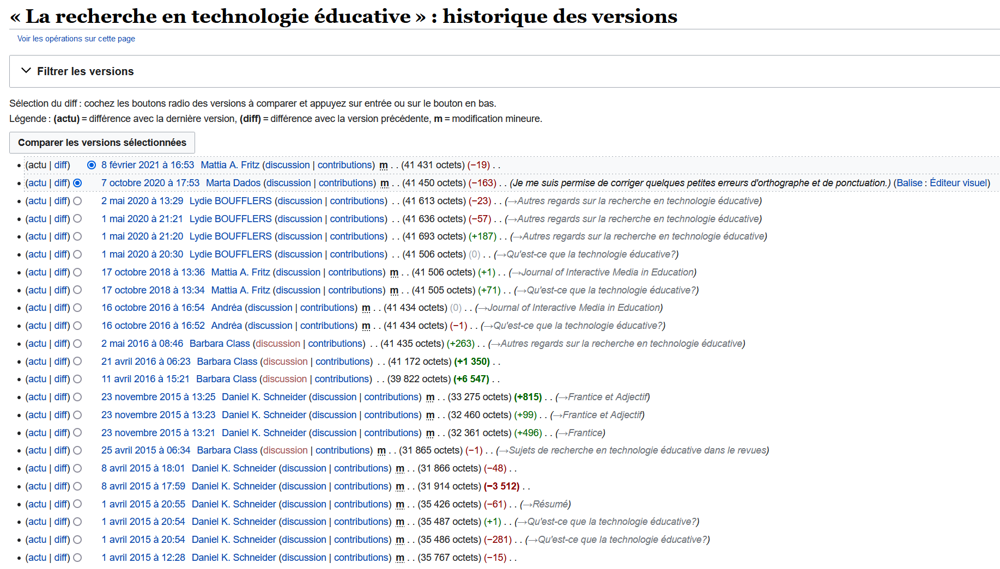 « La recherche en technologie éducative » : historique des versions
Voir les opérations sur cette page
Filtrer les versions
Sélection du diff : cochez les boutons radio des versions à comparer et appuyez sur entrée ou sur le bouton en bas.
Légende : (actu) = différence avec la dernière version, (diff) = différence avec la version précédente, m = modification mineure.
Comparer les versions sélectionnées
• (actu | diff) 8 février 2021 à 16:53 Mattia A. Fritz (discussion | contributions) m . . (41 431 octets) (−19) . .
• (actu | diff) 7 octobre 2020 à 17:53 Marta Dados (discussion | contributions) m . . (41 450 octets) (−163) . . (Je me suis permise de corriger quelques petites erreurs d'orthographe et de ponctuation.) (Balise : Éditeur visuel)
• (actu | diff) 2 mai 2020 à 13:29 Lydie BOUFFLERS (discussion | contributions) . . (41 613 octets) (−23) . . (→Autres regards sur la recherche en technologie éducative)
• (actu | diff) 1 mai 2020 à 21:21 Lydie BOUFFLERS (discussion | contributions) . . (41 636 octets) (−57) . . (→Autres regards sur la recherche en technologie éducative)
• (actu | diff) 1 mai 2020 à 21:20 Lydie BOUFFLERS (discussion | contributions) . . (41 693 octets) (+187) . . (→Autres regards sur la recherche en technologie éducative)
• (actu | diff) 1 mai 2020 à 20:30 Lydie BOUFFLERS (discussion | contributions) . . (41 506 octets) (0) . . (→Qu'est-ce que la technologie éducative?)
• (actu | diff) 17 octobre 2018 à 13:36 Mattia A. Fritz (discussion | contributions) m . . (41 506 octets) (+1) . . (→Journal of Interactive Media in Education)
• (actu | diff) 17 octobre 2018 à 13:34 Mattia A. Fritz (discussion | contributions) m . . (41 505 octets) (+71) . . (→Qu'est-ce que la technologie éducative?)
• (actu | diff) 16 octobre 2016 à 16:54 Andréa (discussion | contributions) m . . (41 434 octets) (0) . . (→Journal of Interactive Media in Education)
• (actu | diff) 16 octobre 2016 à 16:52 Andréa (discussion | contributions) m . . (41 434 octets) (−1) . . (→Qu'est-ce que la technologie éducative?)
• (actu | diff) 2 mai 2016 à 08:46 Barbara Class (discussion | contributions) . . (41 435 octets) (+263) . . (→Autres regards sur la recherche en technologie éducative)
• (actu | diff) 21 avril 2016 à 06:23 Barbara Class (discussion | contributions) . . (41 172 octets) (+1 350) . .
• (actu | diff) 11 avril 2016 à 15:21 Barbara Class (discussion | contributions) . . (39 822 octets) (+6 547) . .
• (actu | diff) 23 novembre 2015 à 13:25 Daniel K. Schneider (discussion | contributions) m . . (33 275 octets) (+815) . . (→Frantice et Adjectif)
• (actu | diff) 23 novembre 2015 à 13:23 Daniel K. Schneider (discussion | contributions) m . . (32 460 octets) (+99) . . (→Frantice et Adjectif)
• (actu | diff) 23 novembre 2015 à 13:21 Daniel K. Schneider (discussion | contributions) m . . (32 361 octets) (+496) . . (→Frantice)
• (actu | diff) 25 avril 2015 à 06:34 Barbara Class (discussion | contributions) m . . (31 865 octets) (−1) . . (→Sujets de recherche en technologie éducative dans le revues)
• (actu | diff) 8 avril 2015 à 18:01 Daniel K. Schneider (discussion | contributions) m . . (31 866 octets) (−48) . .
• (actu | diff) 8 avril 2015 à 17:59 Daniel K. Schneider (discussion | contributions) m . . (31 914 octets) (−3 512) . .
• (actu | diff) 1 avril 2015 à 20:55 Daniel K. Schneider (discussion | contributions) m . . (35 426 octets) (−61) . . (→Résumé)
• (actu | diff) 1 avril 2015 à 20:54 Daniel K. Schneider (discussion | contributions) m . . (35 487 octets) (+1) . . (→Qu'est-ce que la technologie éducative?)
• (actu | diff) 1 avril 2015 à 20:54 Daniel K. Schneider (discussion | contributions) m . . (35 486 octets) (−281) . . (→Qu'est-ce que la technologie éducative?)
• (actu | diff) 1 avril 2015 à 12:28 Daniel K. Schneider (discussion | contributions) m . . (35 767 octets) (−15) . .